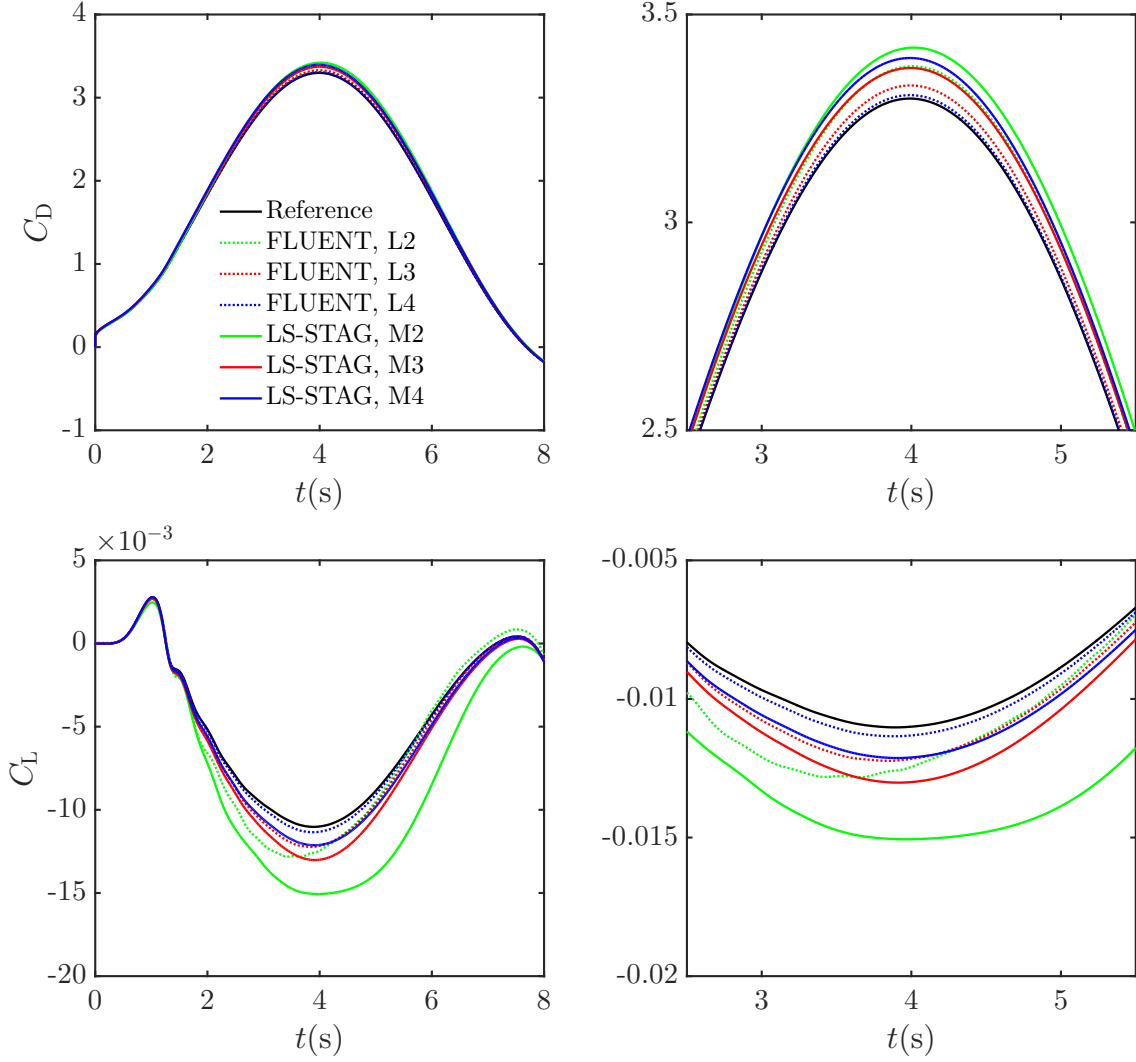 4
3
2
1
0
-1
C_D
Reference
FLUENT, L2
FLUENT, L3
FLUENT, L4
LS-STAG, M2
LS-STAG, M3
LS-STAG, M4
0 2 4 6 8
t(s)
3.5
3
2.5
3 4 5
t(s)
×10⁻³
5
0
-5
-10
-15
-20
C_L
0 2 4 6 8
t(s)
-0.005
-0.01
-0.015
-0.02
3 4 5
t(s)